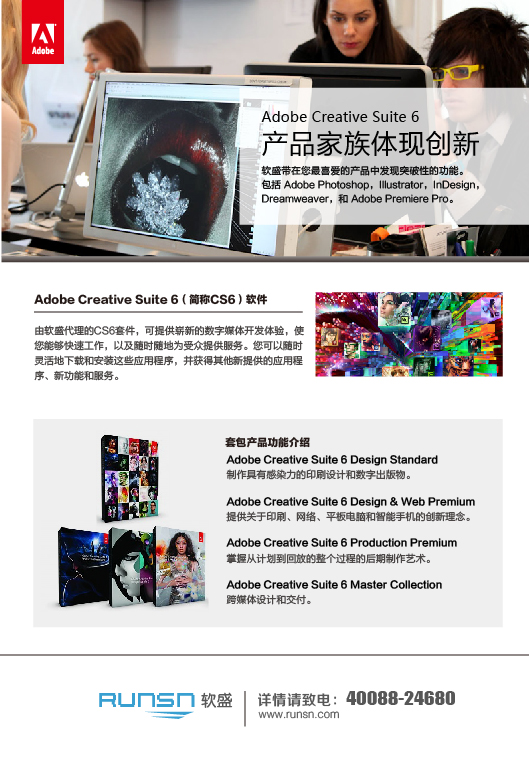 Adobe
Adobe Creative Suite 6
产品家族体现创新
软盛带在您最喜爱的产品中发现突破性的功能。
包括 Adobe Photoshop，Illustrator，InDesign，
Dreamweaver，和 Adobe Premiere Pro。
Adobe Creative Suite 6（简称CS6）软件
由软盛代理的CS6套件，可提供崭新的数字媒体开发体验，使
您能够快速工作，以及随时随地为受众提供服务。您可以随时
灵活地下载和安装这些应用程序，并获得其他新提供的应用程
序、新功能和服务。
套包产品功能介绍
Adobe Creative Suite 6 Design Standard
制作具有感染力的印刷设计和数字出版物。
Adobe Creative Suite 6 Design & Web Premium
提供关于印刷、网络、平板电脑和智能手机的创新理念。
Adobe Creative Suite 6 Production Premium
掌握从计划到回放的整个过程的后期制作艺术。
Adobe Creative Suite 6 Master Collection
跨媒体设计和交付。
RUNSN 软盛
详情请致电：40088-24680
www.runsn.com